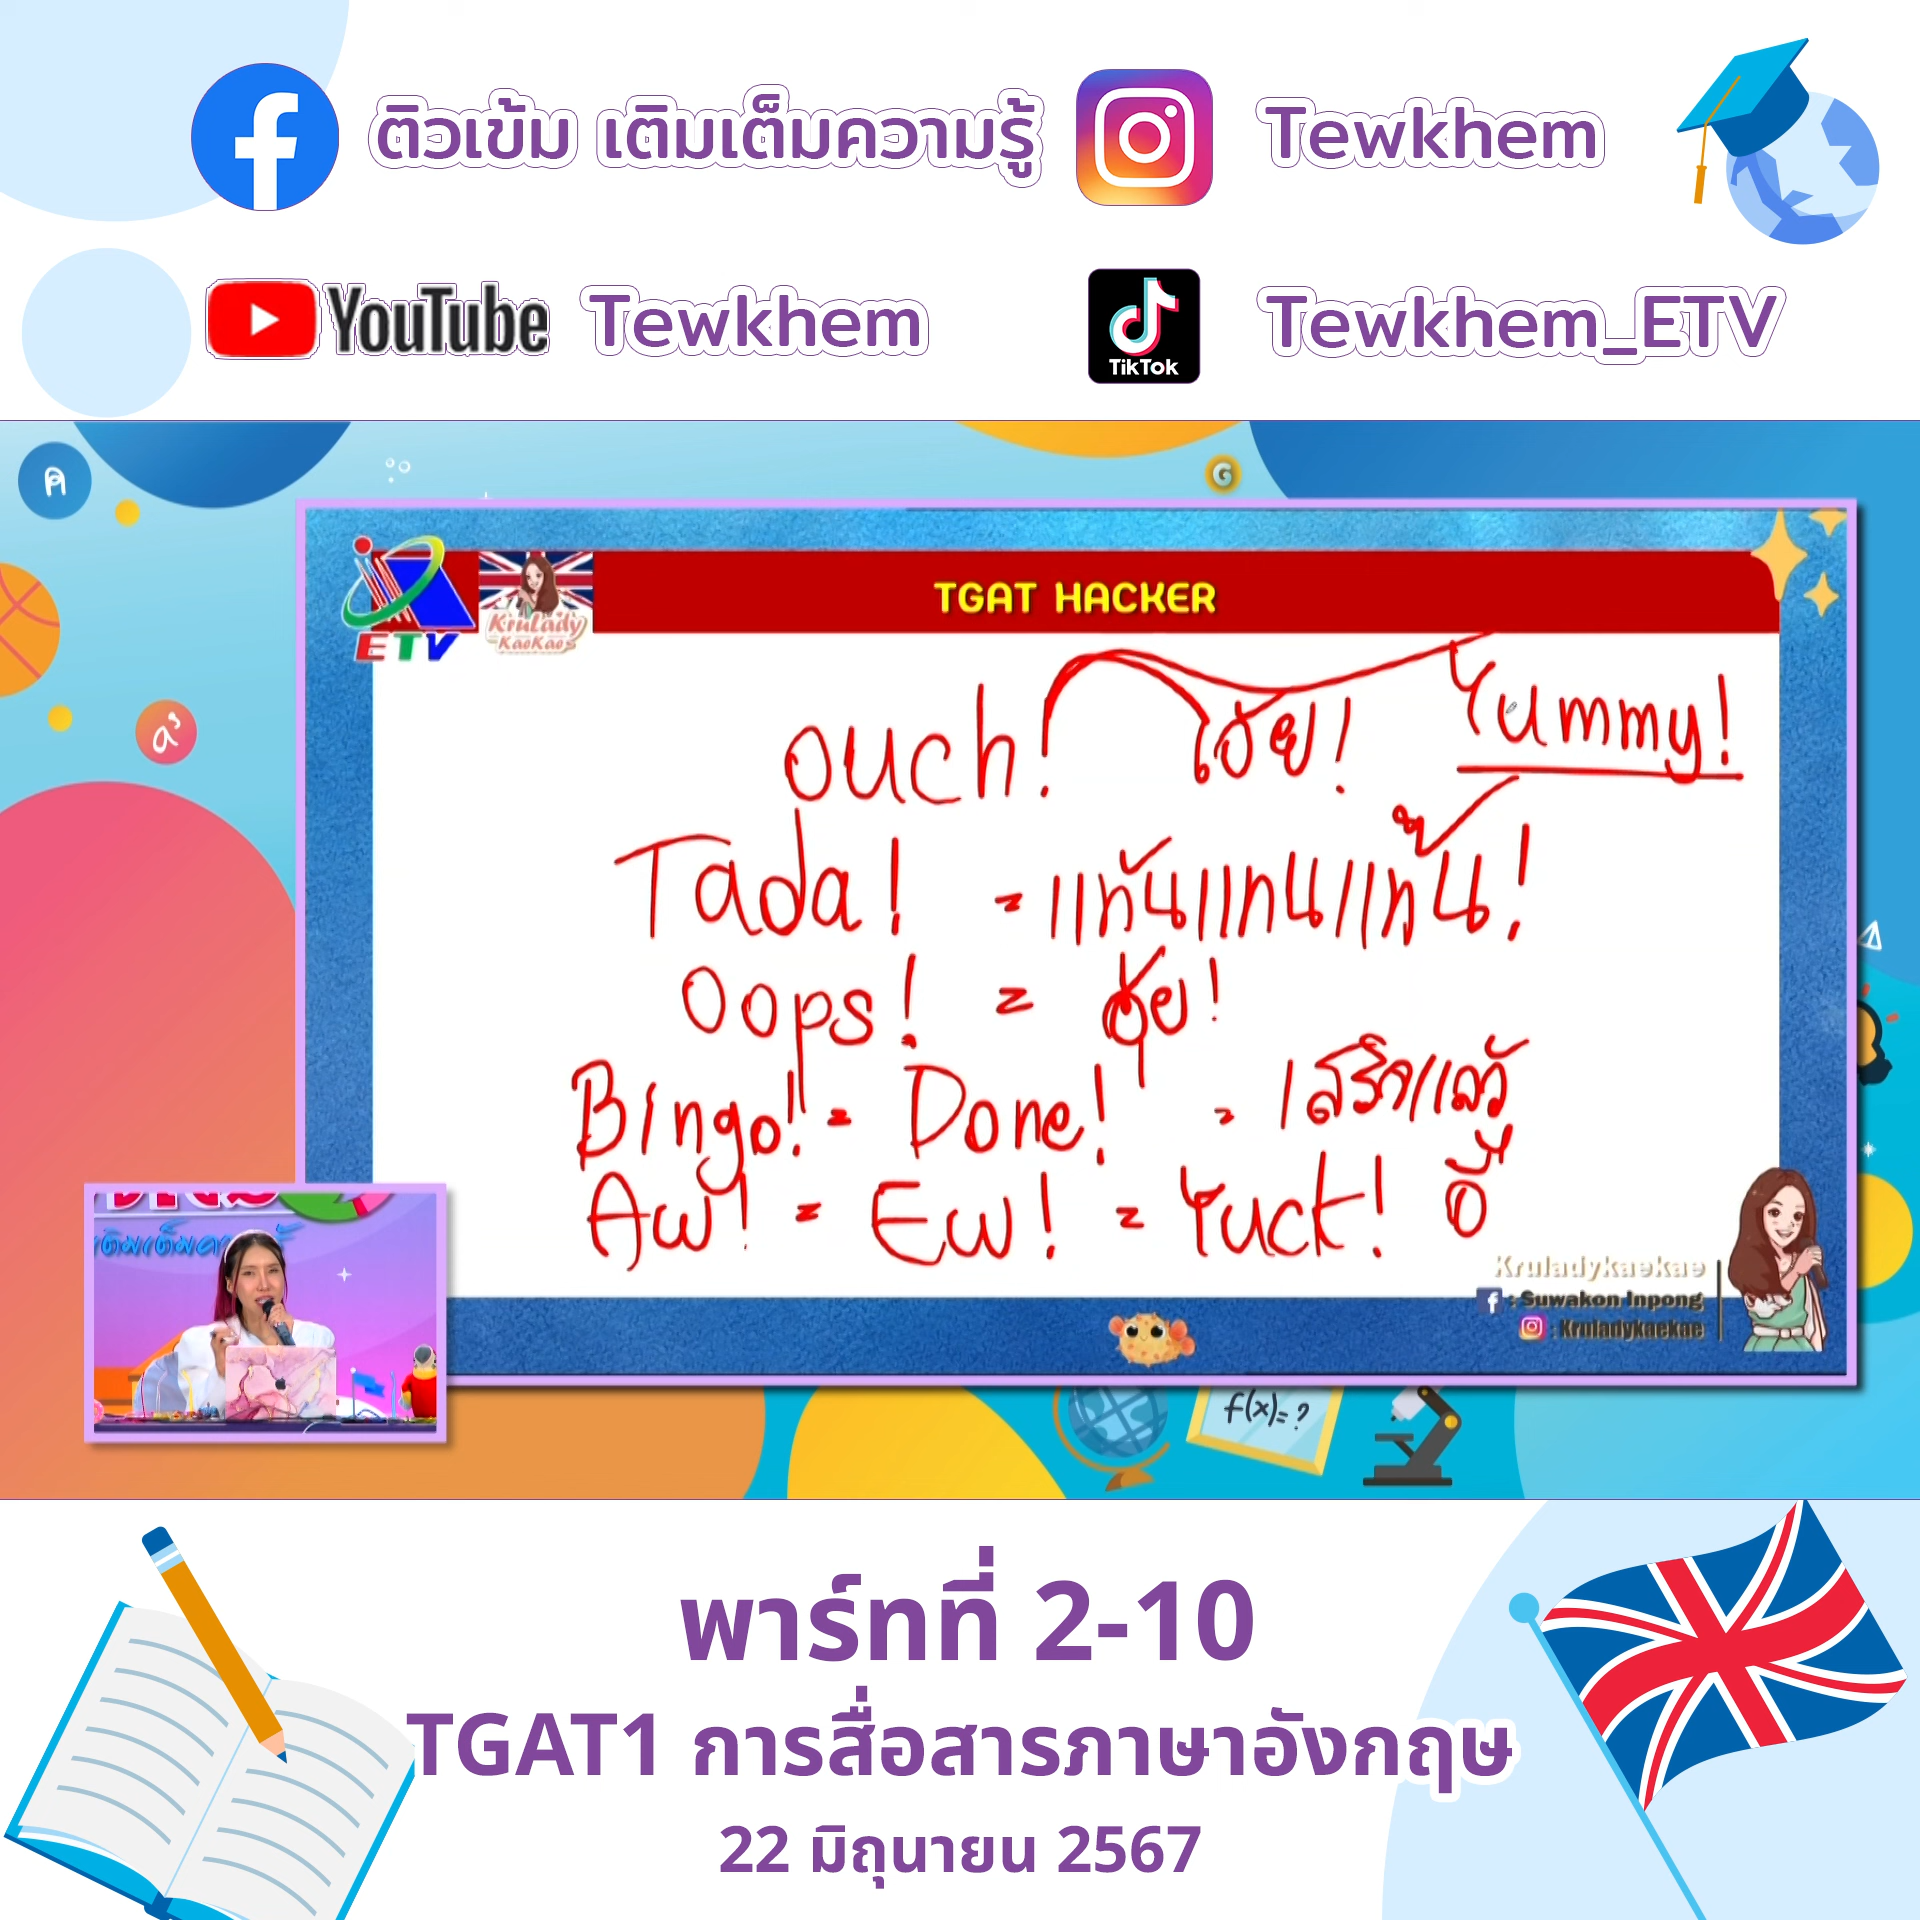 ติวเข้ม เติมเต็มความรู้
Tewkhem
YouTube Tewkhem
TikTok
Tewkhem_ETV
ค
G
ETV
KruLady
KaeKae
TGAT HACKER
ouch! เอ้ย! Yummy!
Tada! = แท้นแทนแท้น!
Oops! = อุ้ย!
Bingo! = Done! = เสร็จแล้ว
Aw! = Ew! = Yuck! อี๋
Kruladykaekae
f : Suwakon Inpong
: Kruladykaekae
f(x)=?
พาร์ทที่ 2-10
TGAT1 การสื่อสารภาษาอังกฤษ
22 มิถุนายน 2567